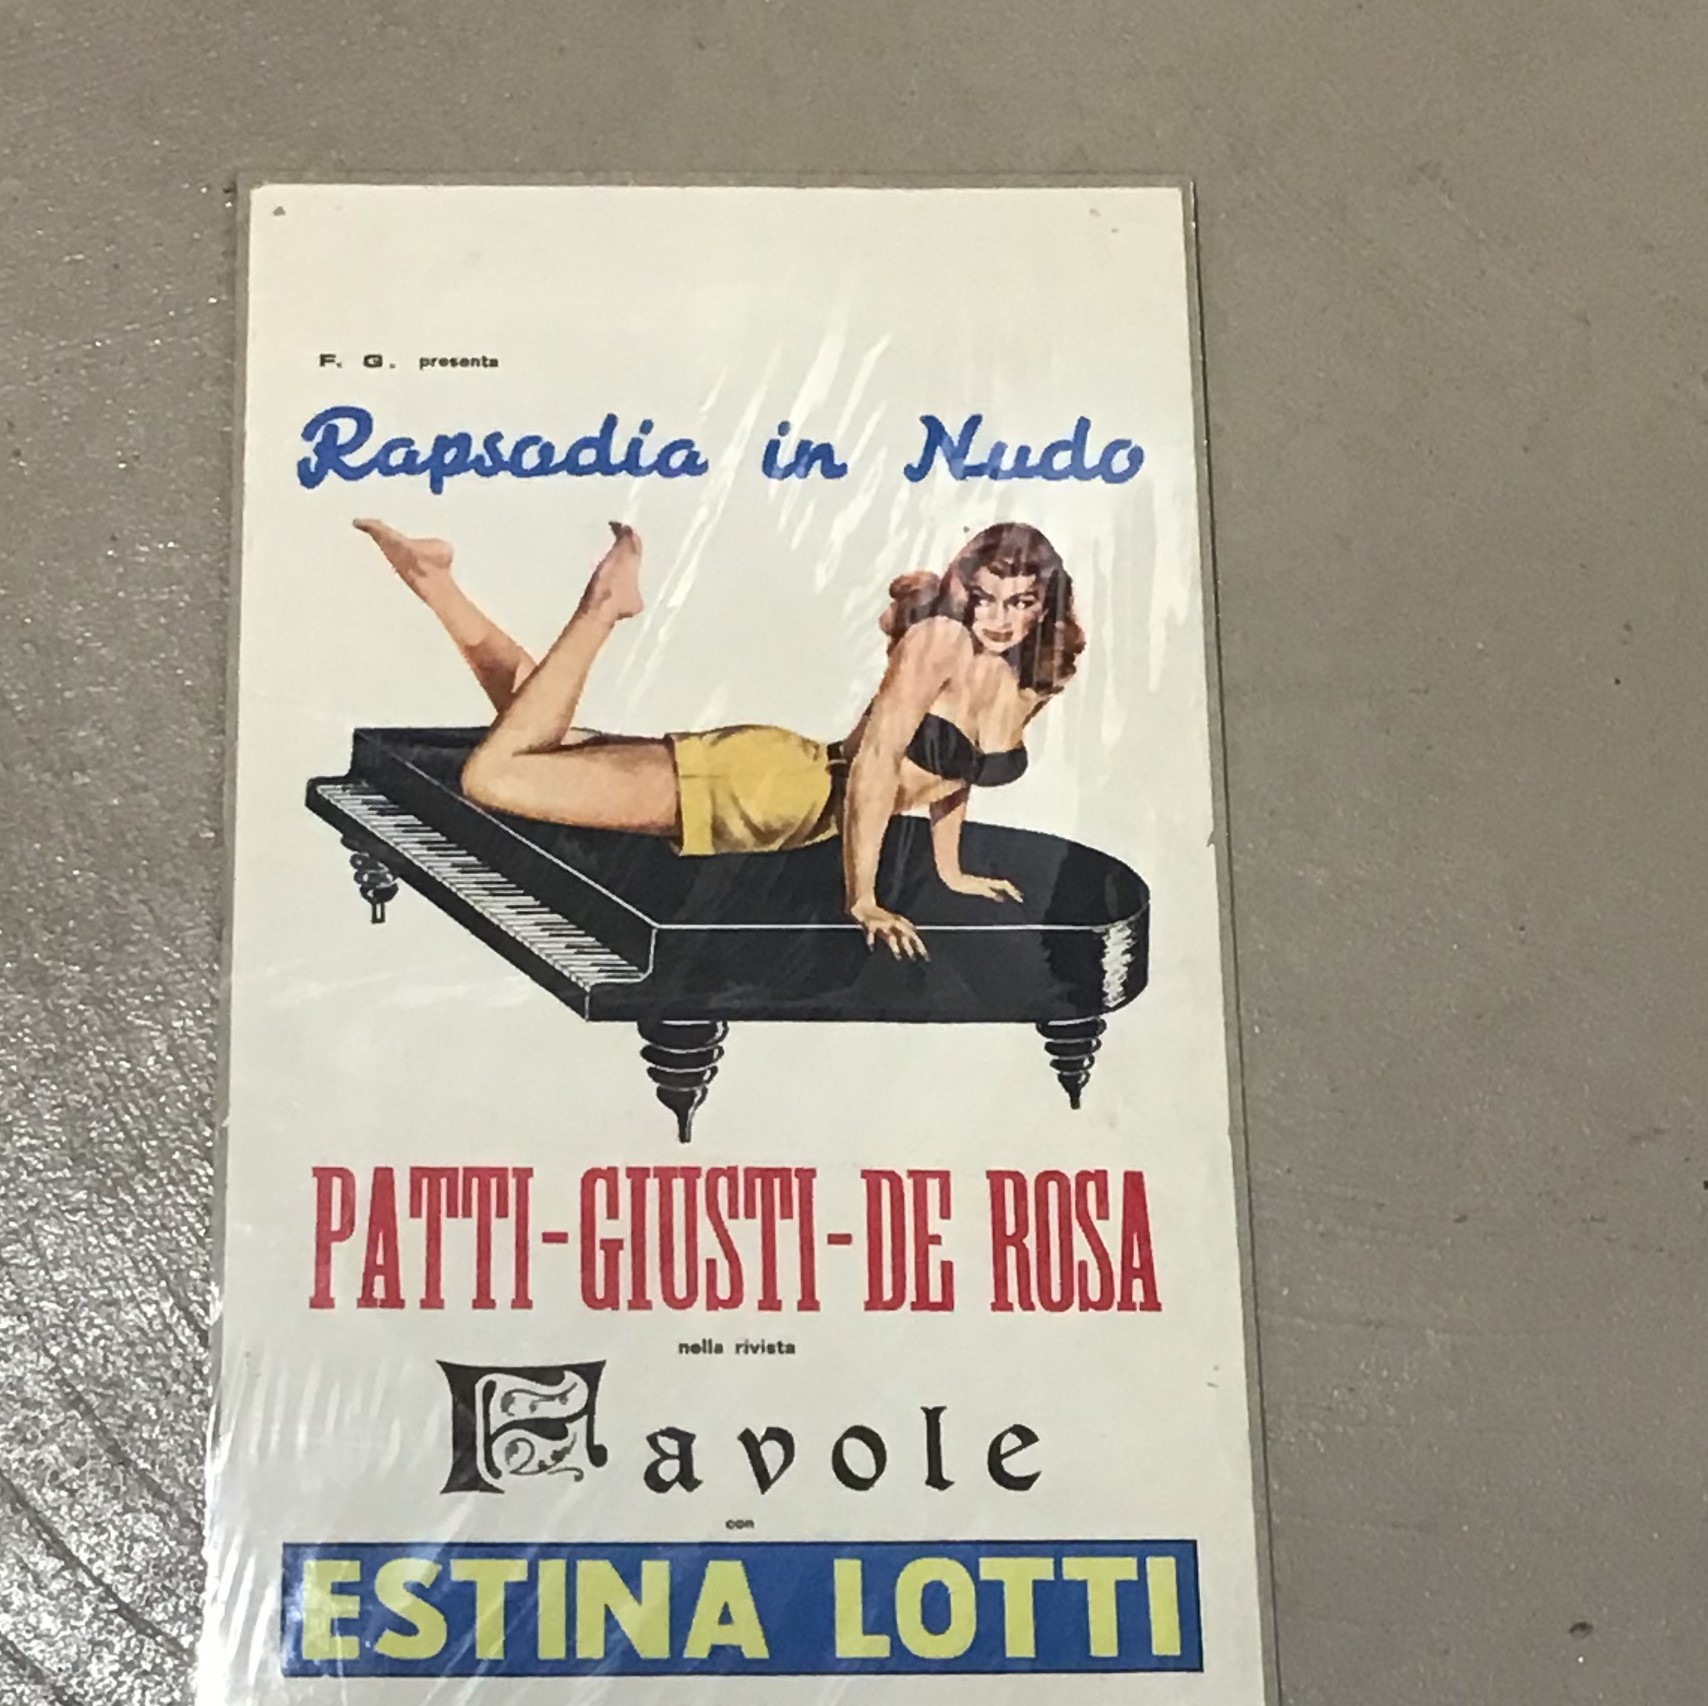 F. G. presenta
Rapsodia in Nudo
PATTI-GIUSTI-DE ROSA
nella rivista
Favole
con
ESTINA LOTTI